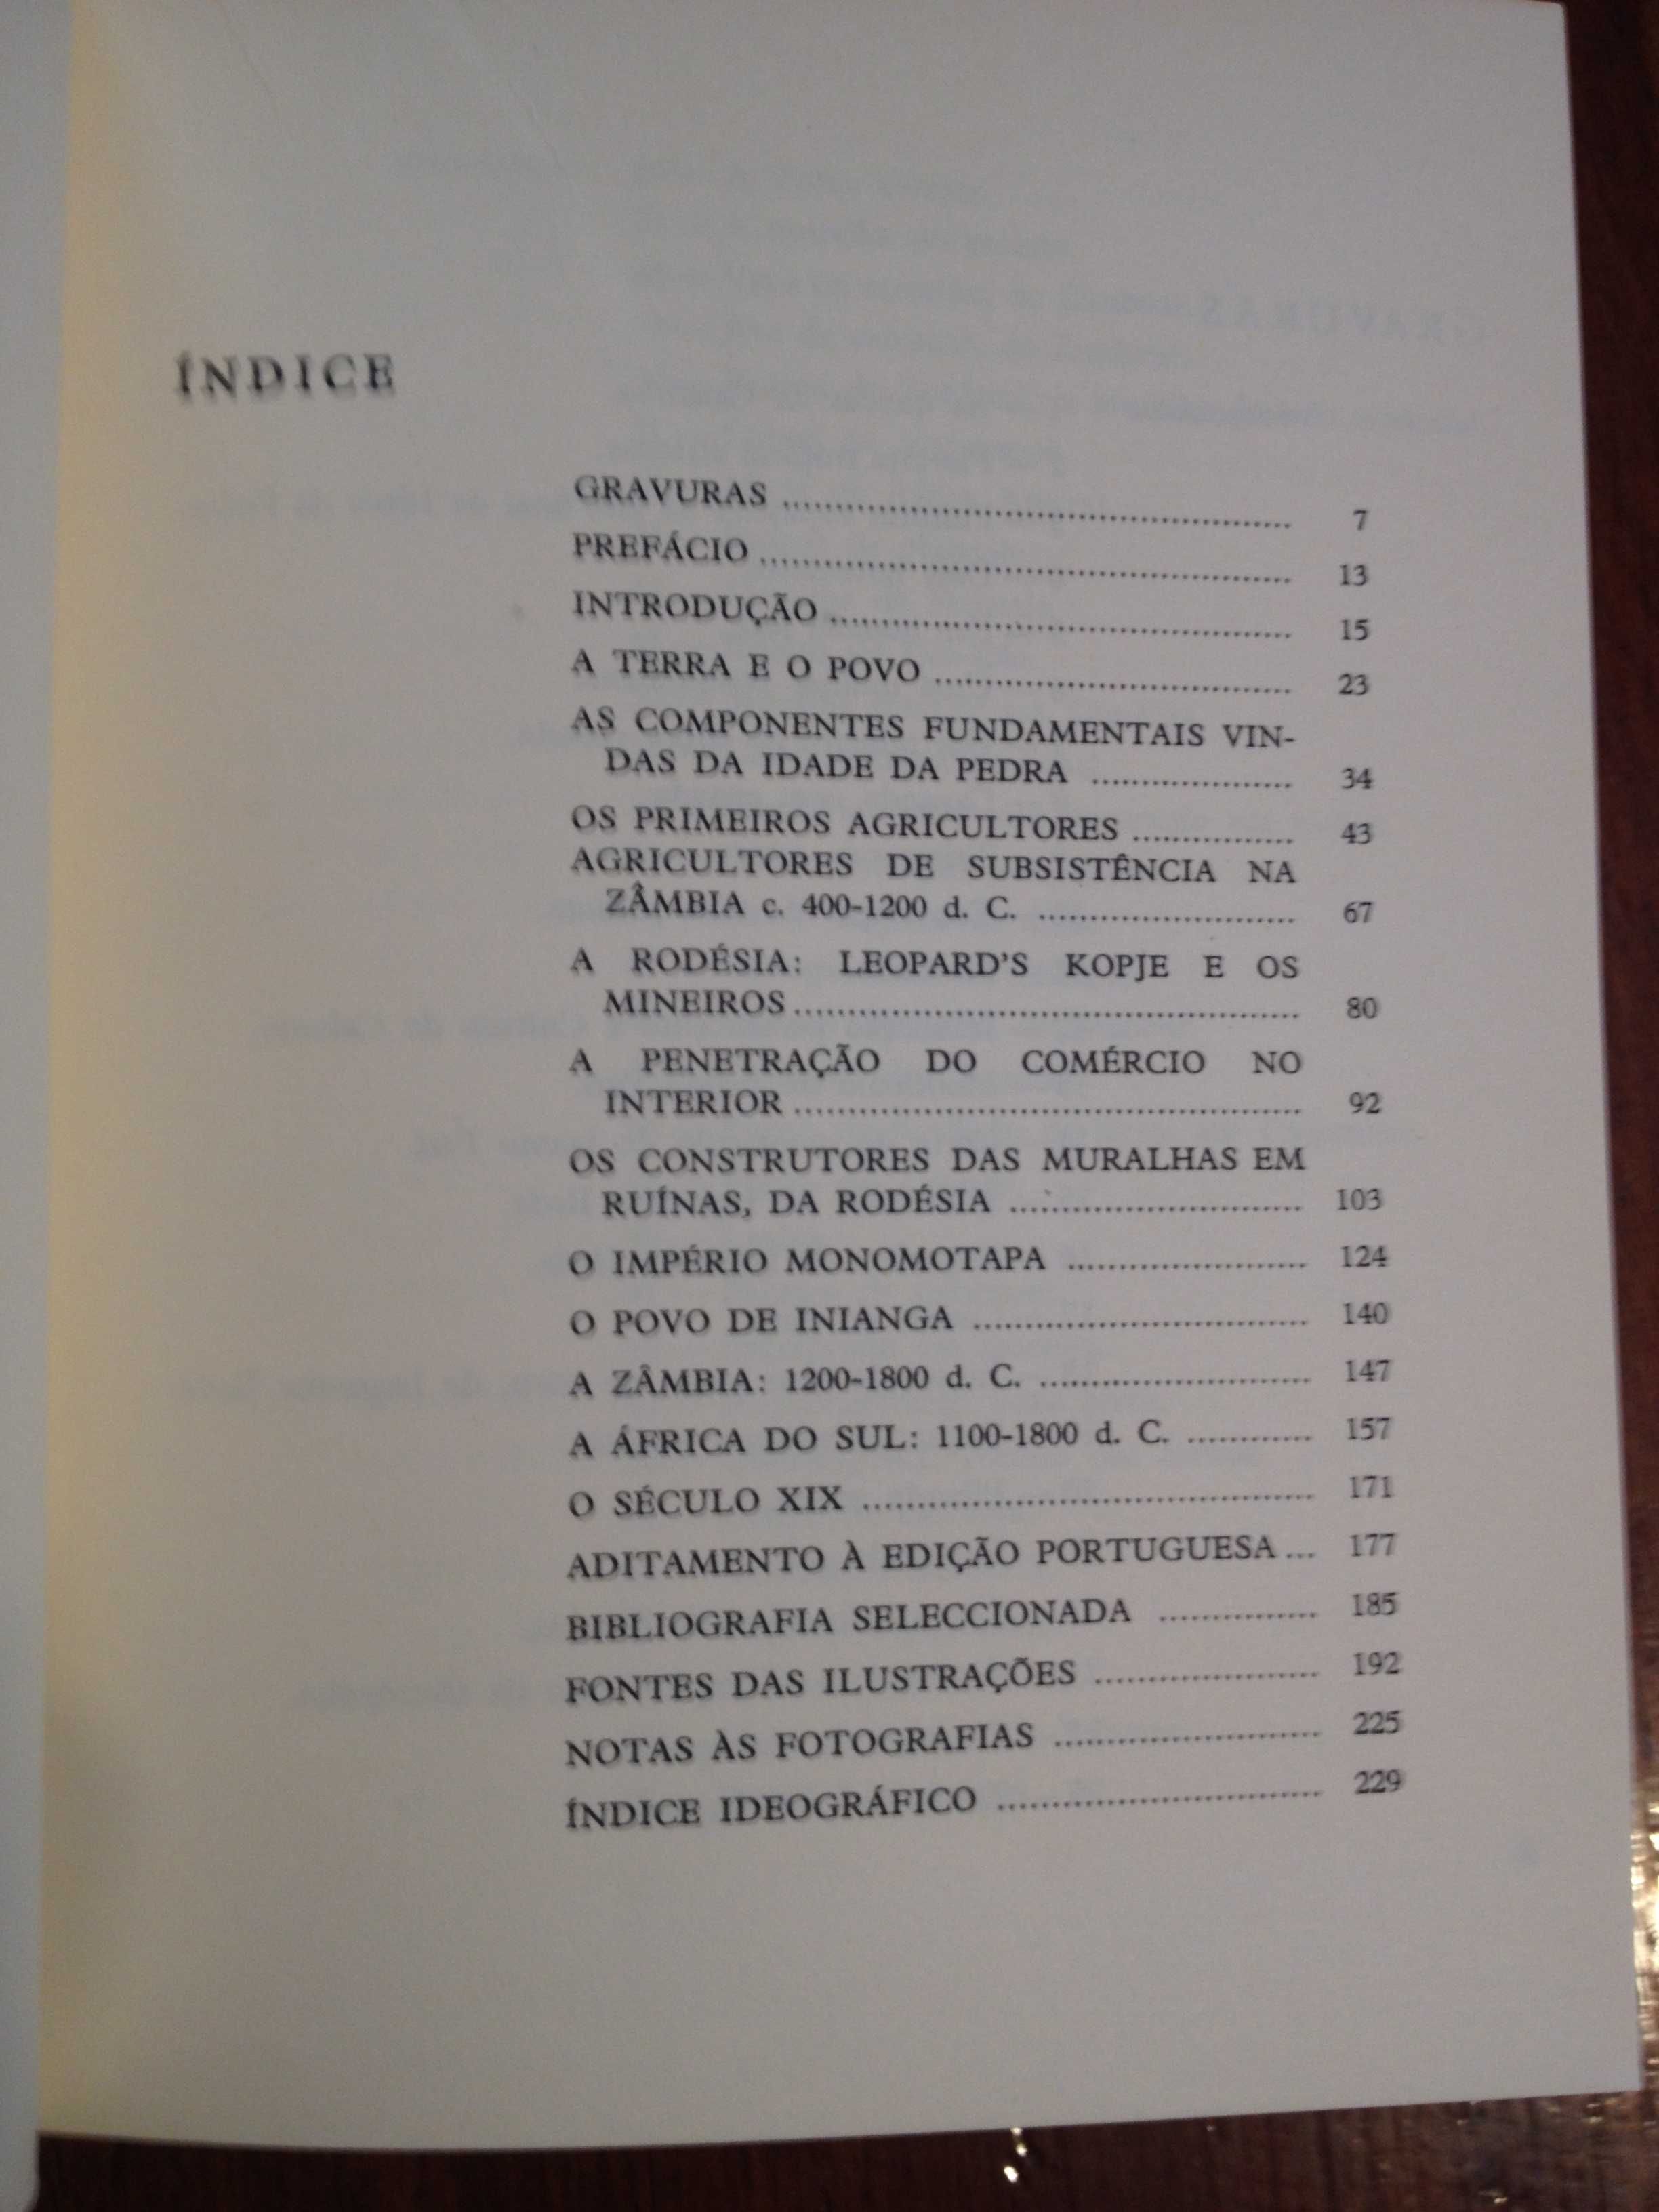 ÍNDICE
GRAVURAS ........................................................ 7
PREFÁCIO ........................................................ 13
INTRODUÇÃO .................................................. 15
A TERRA E O POVO ....................................... 23
AS COMPONENTES FUNDAMENTAIS VIN-
DAS DA IDADE DA PEDRA ...................... 34
OS PRIMEIROS AGRICULTORES ................. 43
AGRICULTORES DE SUBSISTÊNCIA NA
ZÂMBIA c. 400-1200 d. C. ............................ 67
A RODÉSIA: LEOPARD'S KOPJE E OS
MINEIROS ...................................................... 80
A PENETRAÇÃO DO COMÉRCIO NO
INTERIOR ...................................................... 92
OS CONSTRUTORES DAS MURALHAS EM
RUÍNAS, DA RODÉSIA ................................ 103
O IMPÉRIO MONOMOTAPA .......................... 124
O POVO DE INIANGA .................................... 140
A ZÂMBIA: 1200-1800 d. C. ............................. 147
A ÁFRICA DO SUL: 1100-1800 d. C. ............. 157
O SÉCULO XIX ................................................ 171
ADITAMENTO À EDIÇÃO PORTUGUESA ... 177
BIBLIOGRAFIA SELECCIONADA ................ 185
FONTES DAS ILUSTRAÇÕES ........................ 192
NOTAS ÀS FOTOGRAFIAS ............................ 225
ÍNDICE IDEOGRÁFICO ................................... 229